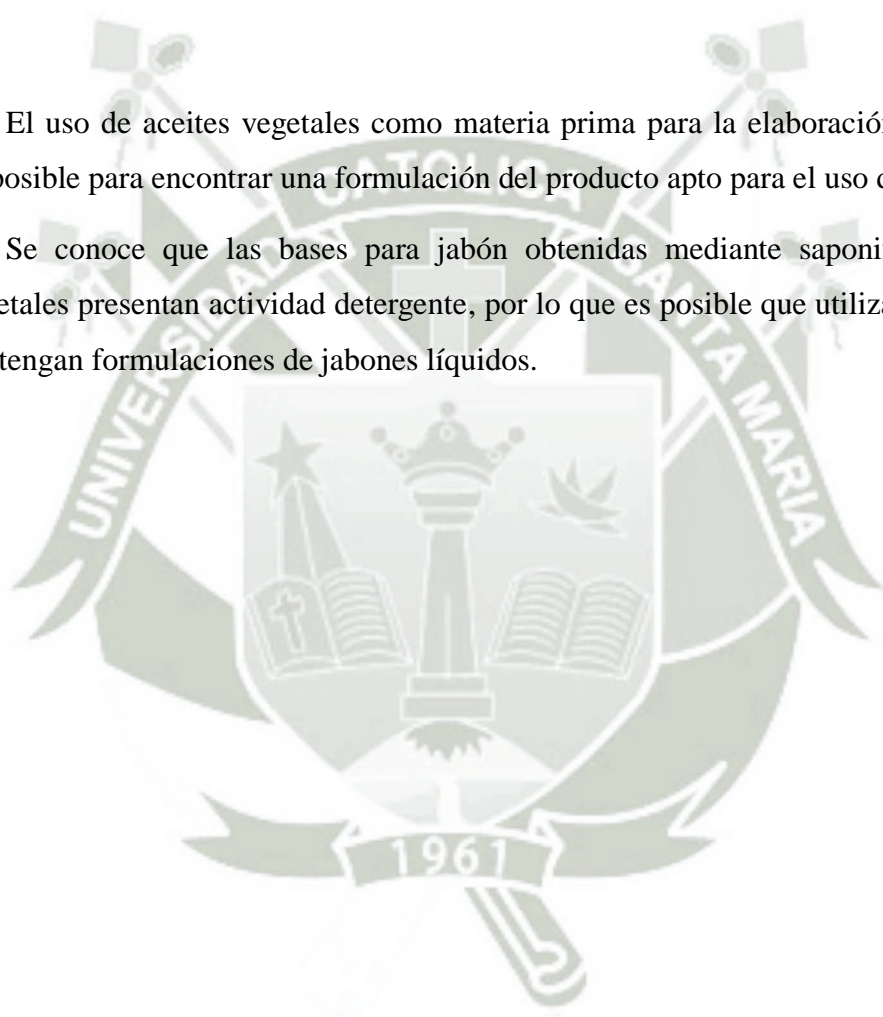 El uso de aceites vegetales como materia prima para la elaboración
posible para encontrar una formulación del producto apto para el uso
Se conoce que las bases para jabón obtenidas mediante
etales presentan actividad detergente, por lo que es posible que
tengan formulaciones de jabones líquidos.
UNIVERSIDAD CATOLICA SANTA MARIA
1961